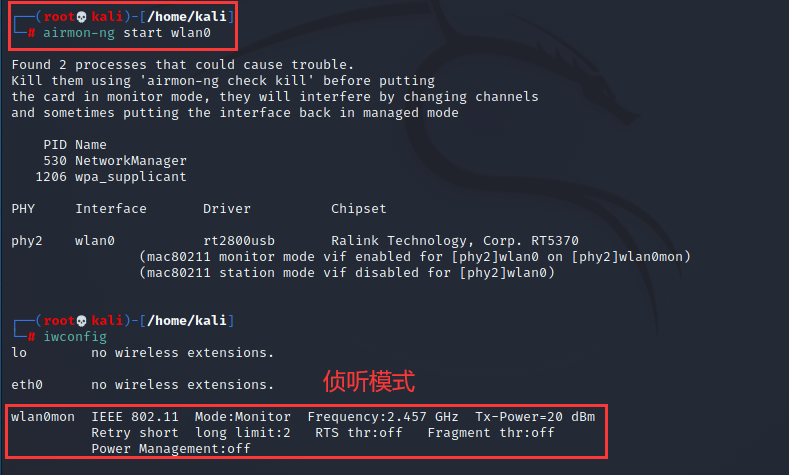 ┌──(root💀kali)-[/home/kali]
└─# airmon-ng start wlan0
Found 2 processes that could cause trouble.
Kill them using 'airmon-ng check kill' before putting
the card in monitor mode, they will interfere by changing channels
and sometimes putting the interface back in managed mode
PID Name
530 NetworkManager
1206 wpa_supplicant
PHY Interface Driver Chipset
phy2 wlan0 rt2800usb Ralink Technology, Corp. RT5370
(mac80211 monitor mode vif enabled for [phy2]wlan0 on [phy2]wlan0mon)
(mac80211 station mode vif disabled for [phy2]wlan0)
┌──(root💀kali)-[/home/kali]
└─# iwconfig
lo no wireless extensions.
eth0 no wireless extensions.
侦听模式
wlan0mon IEEE 802.11 Mode:Monitor Frequency:2.457 GHz Tx-Power=20 dBm
Retry short long limit:2 RTS thr:off Fragment thr:off
Power Management:off